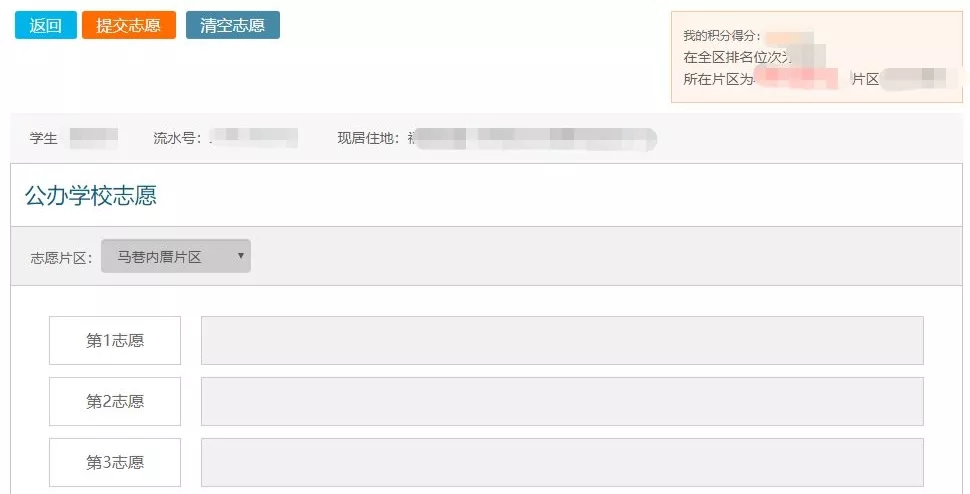 返回 提交志愿 清空志愿
我的积分得分:
在全区排名位次为
所在片区为 片区
学生 流水号: 现居住地:
公办学校志愿
志愿片区: 马巷内厝片区
第1志愿
第2志愿
第3志愿